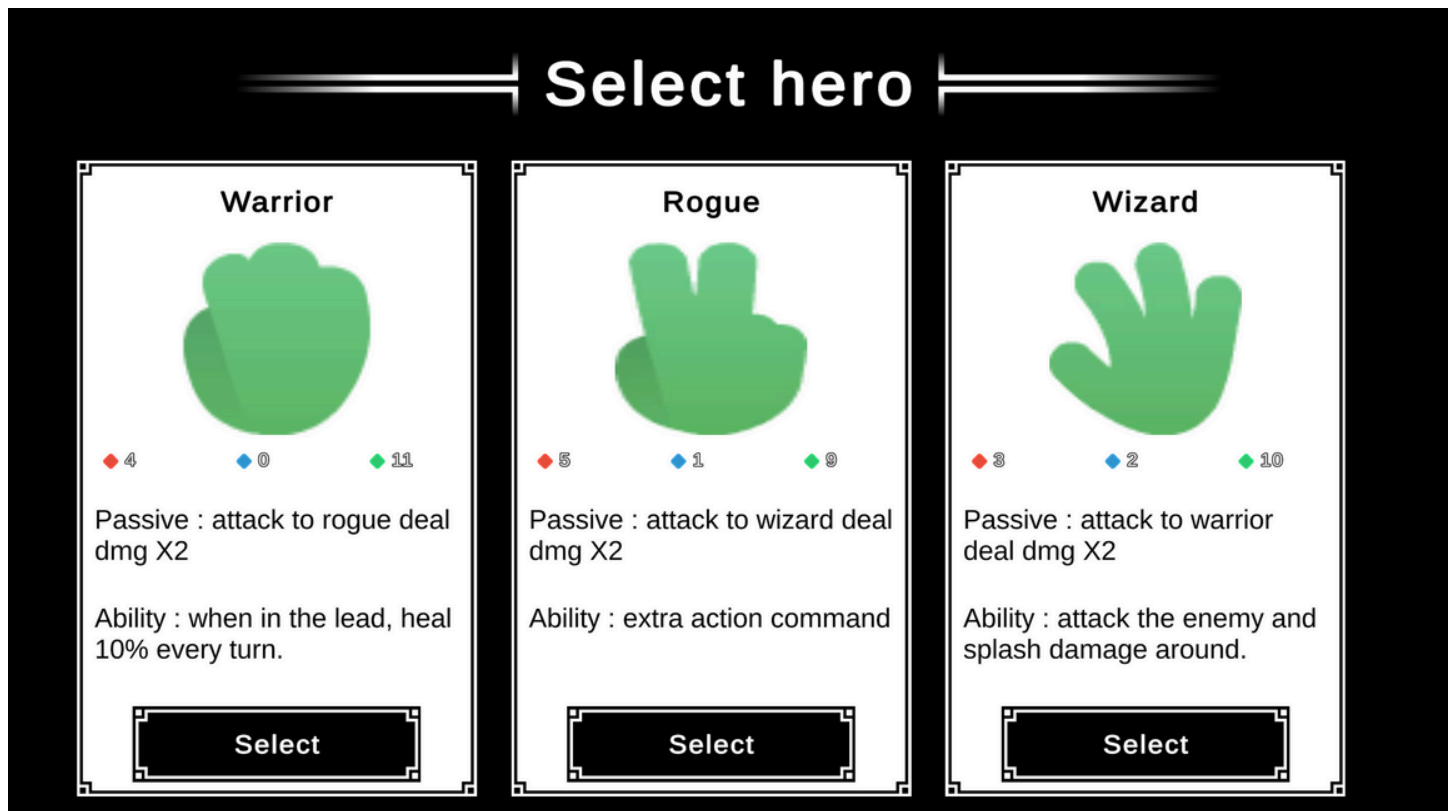 Select hero
Warrior
4 0 11
Passive : attack to rogue deal
dmg X2
Ability : when in the lead, heal
10% every turn.
Select
Rogue
5 1 9
Passive : attack to wizard deal
dmg X2
Ability : extra action command
Select
Wizard
3 2 10
Passive : attack to warrior
deal dmg X2
Ability : attack the enemy and
splash damage around.
Select